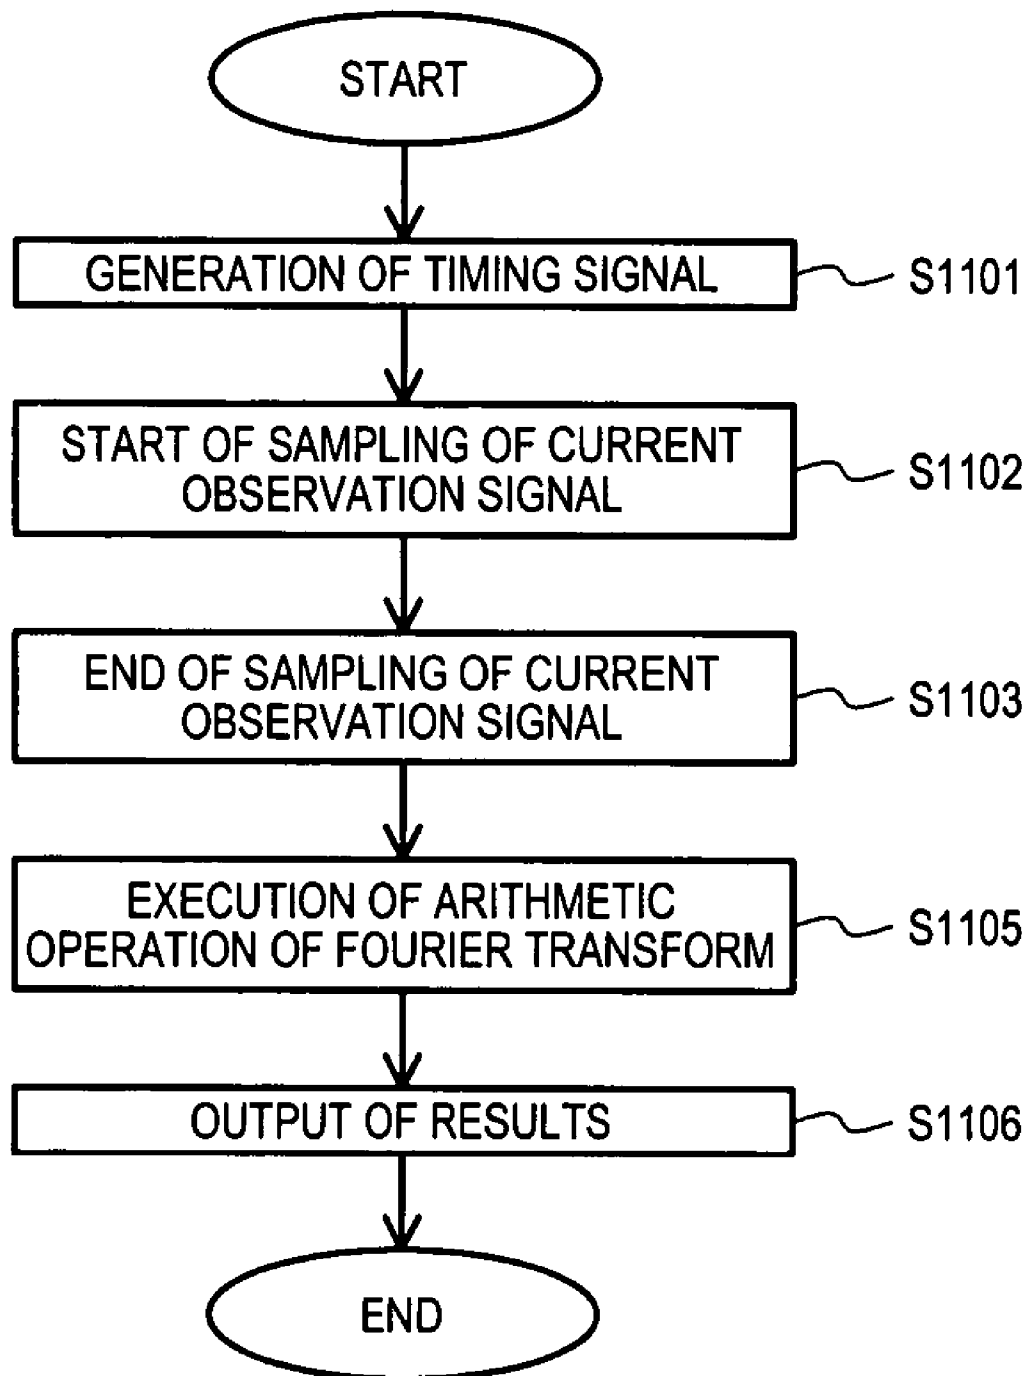 START
GENERATION OF TIMING SIGNAL
S1101
START OF SAMPLING OF CURRENT
OBSERVATION SIGNAL
S1102
END OF SAMPLING OF CURRENT
OBSERVATION SIGNAL
S1103
EXECUTION OF ARITHMETIC
OPERATION OF FOURIER TRANSFORM
S1105
OUTPUT OF RESULTS
S1106
END